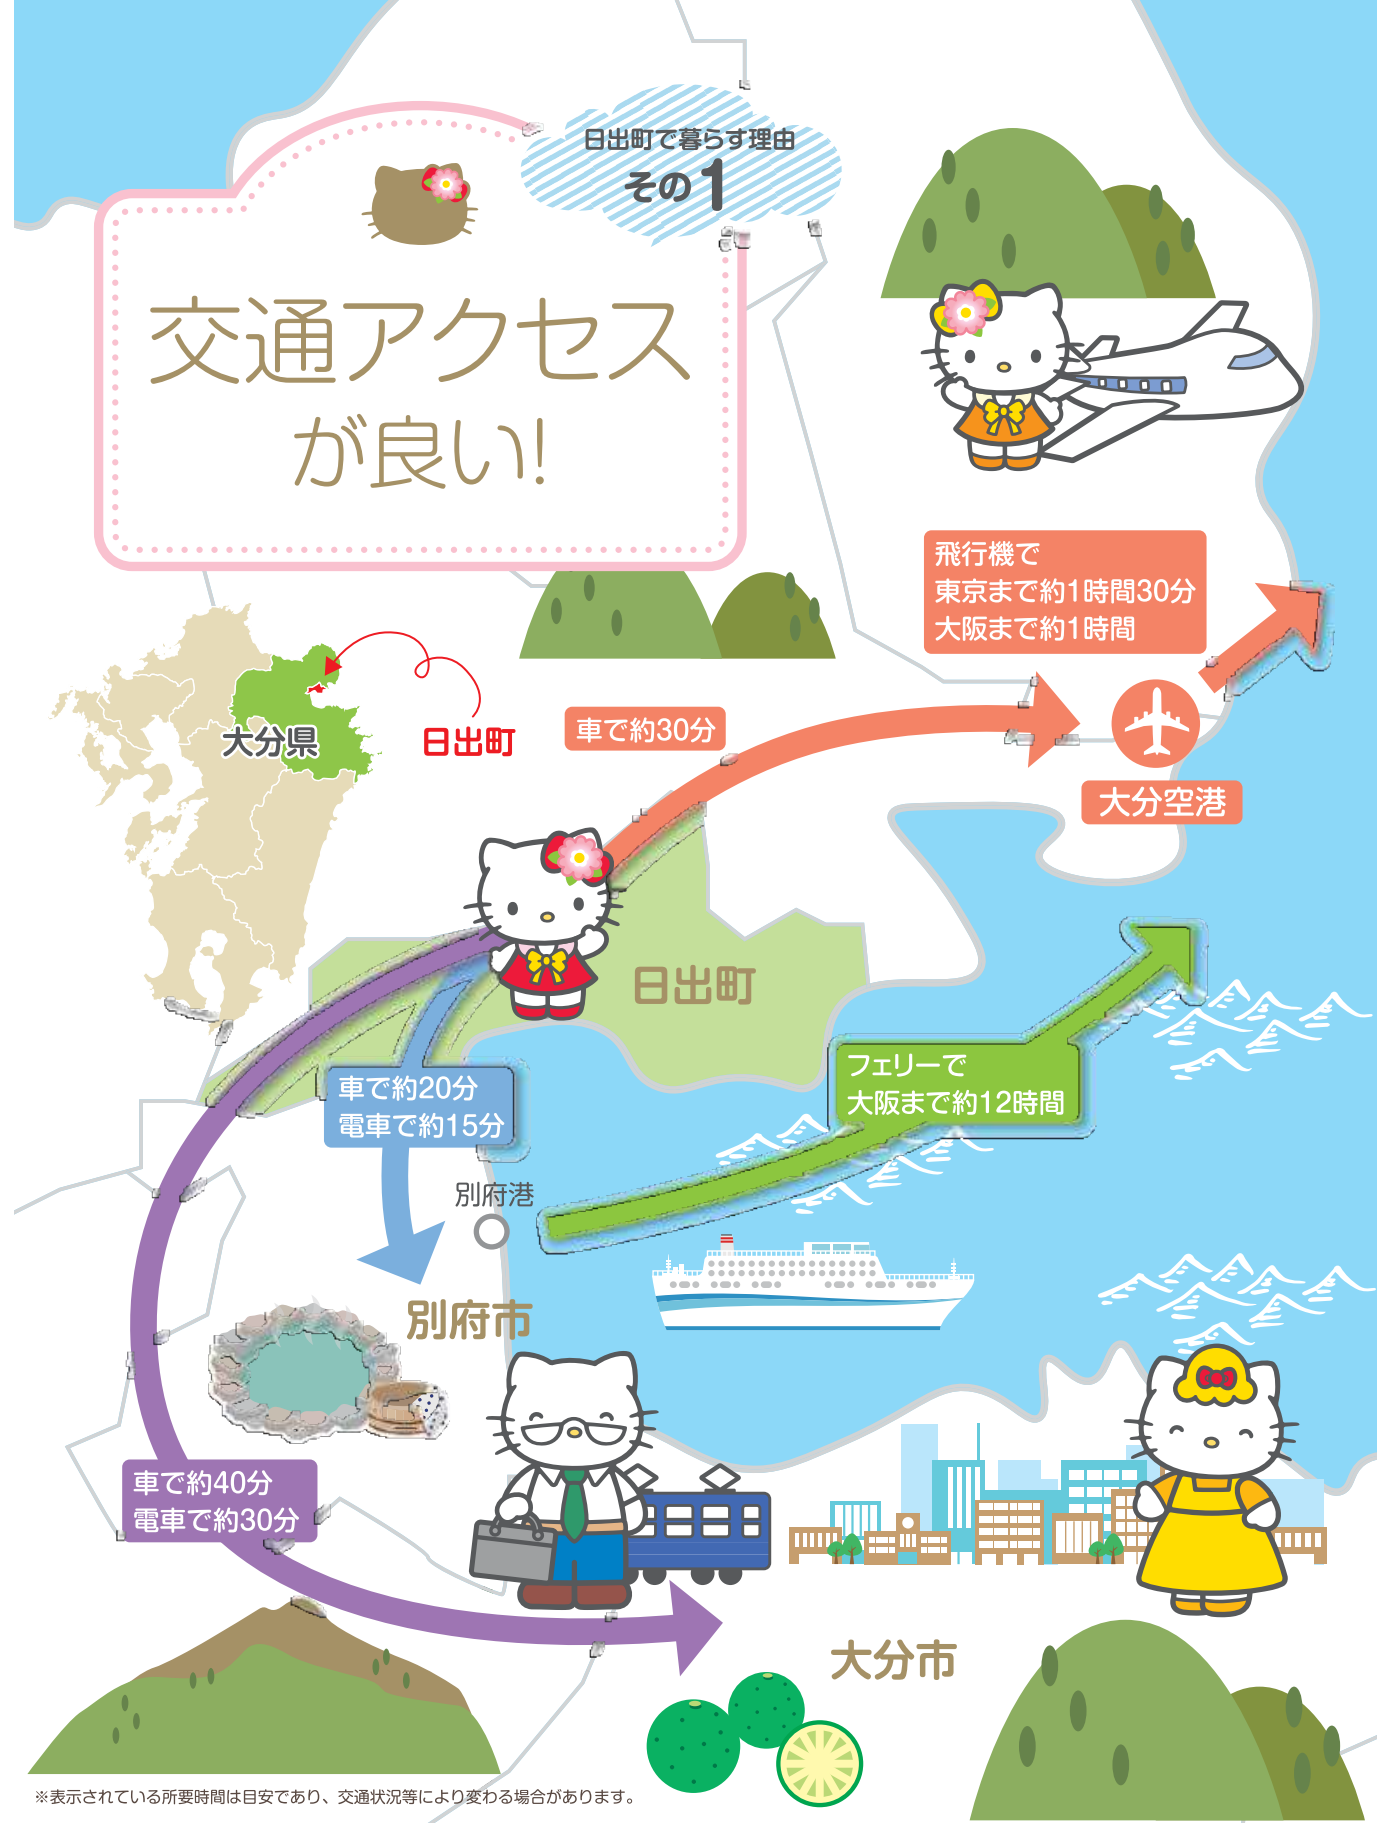 日出町で暮らす理由
その1
交通アクセス
が良い!
飛行機で
東京まで約1時間30分
大阪まで約1時間
大分県
日出町
車で約30分
大分空港
日出町
フェリーで
大阪まで約12時間
車で約20分
電車で約15分
別府港
別府市
車で約40分
電車で約30分
大分市
※表示されている所要時間は目安であり、交通状況等により変わる場合があります。